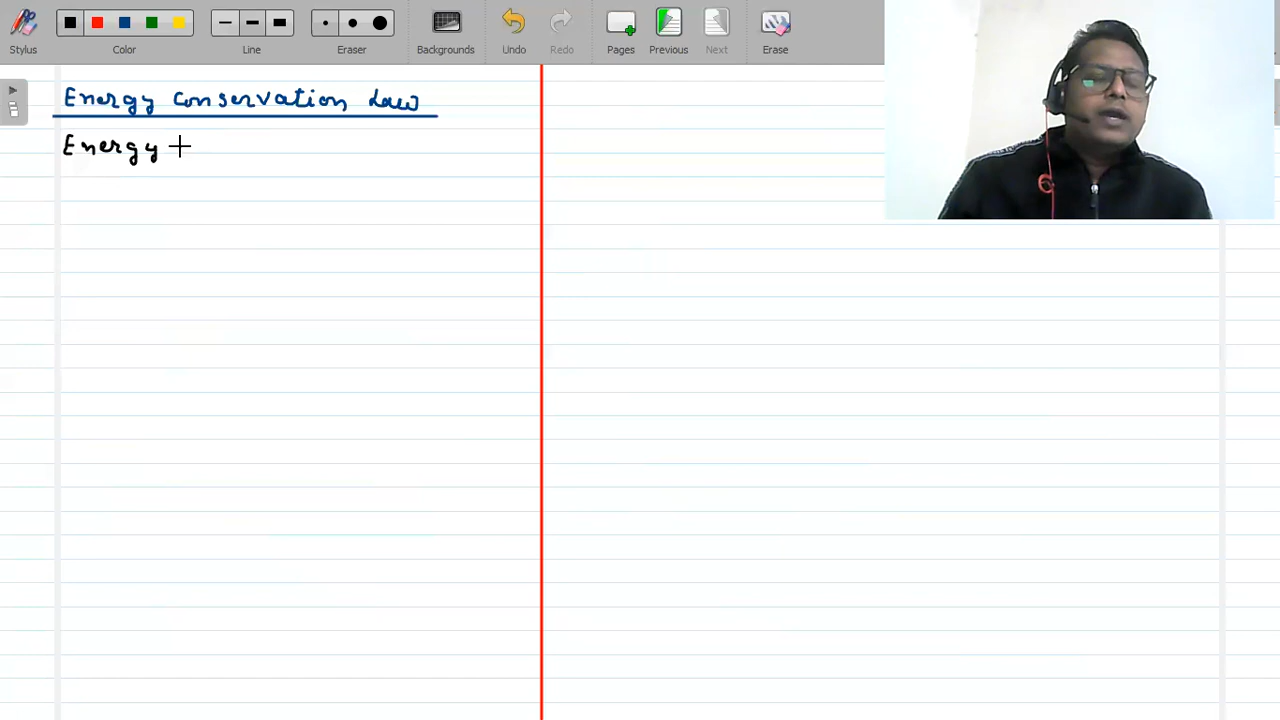 Stylus Color Line Eraser Backgrounds Undo Redo Pages Previous Next Erase
Energy conservation Law
Energy